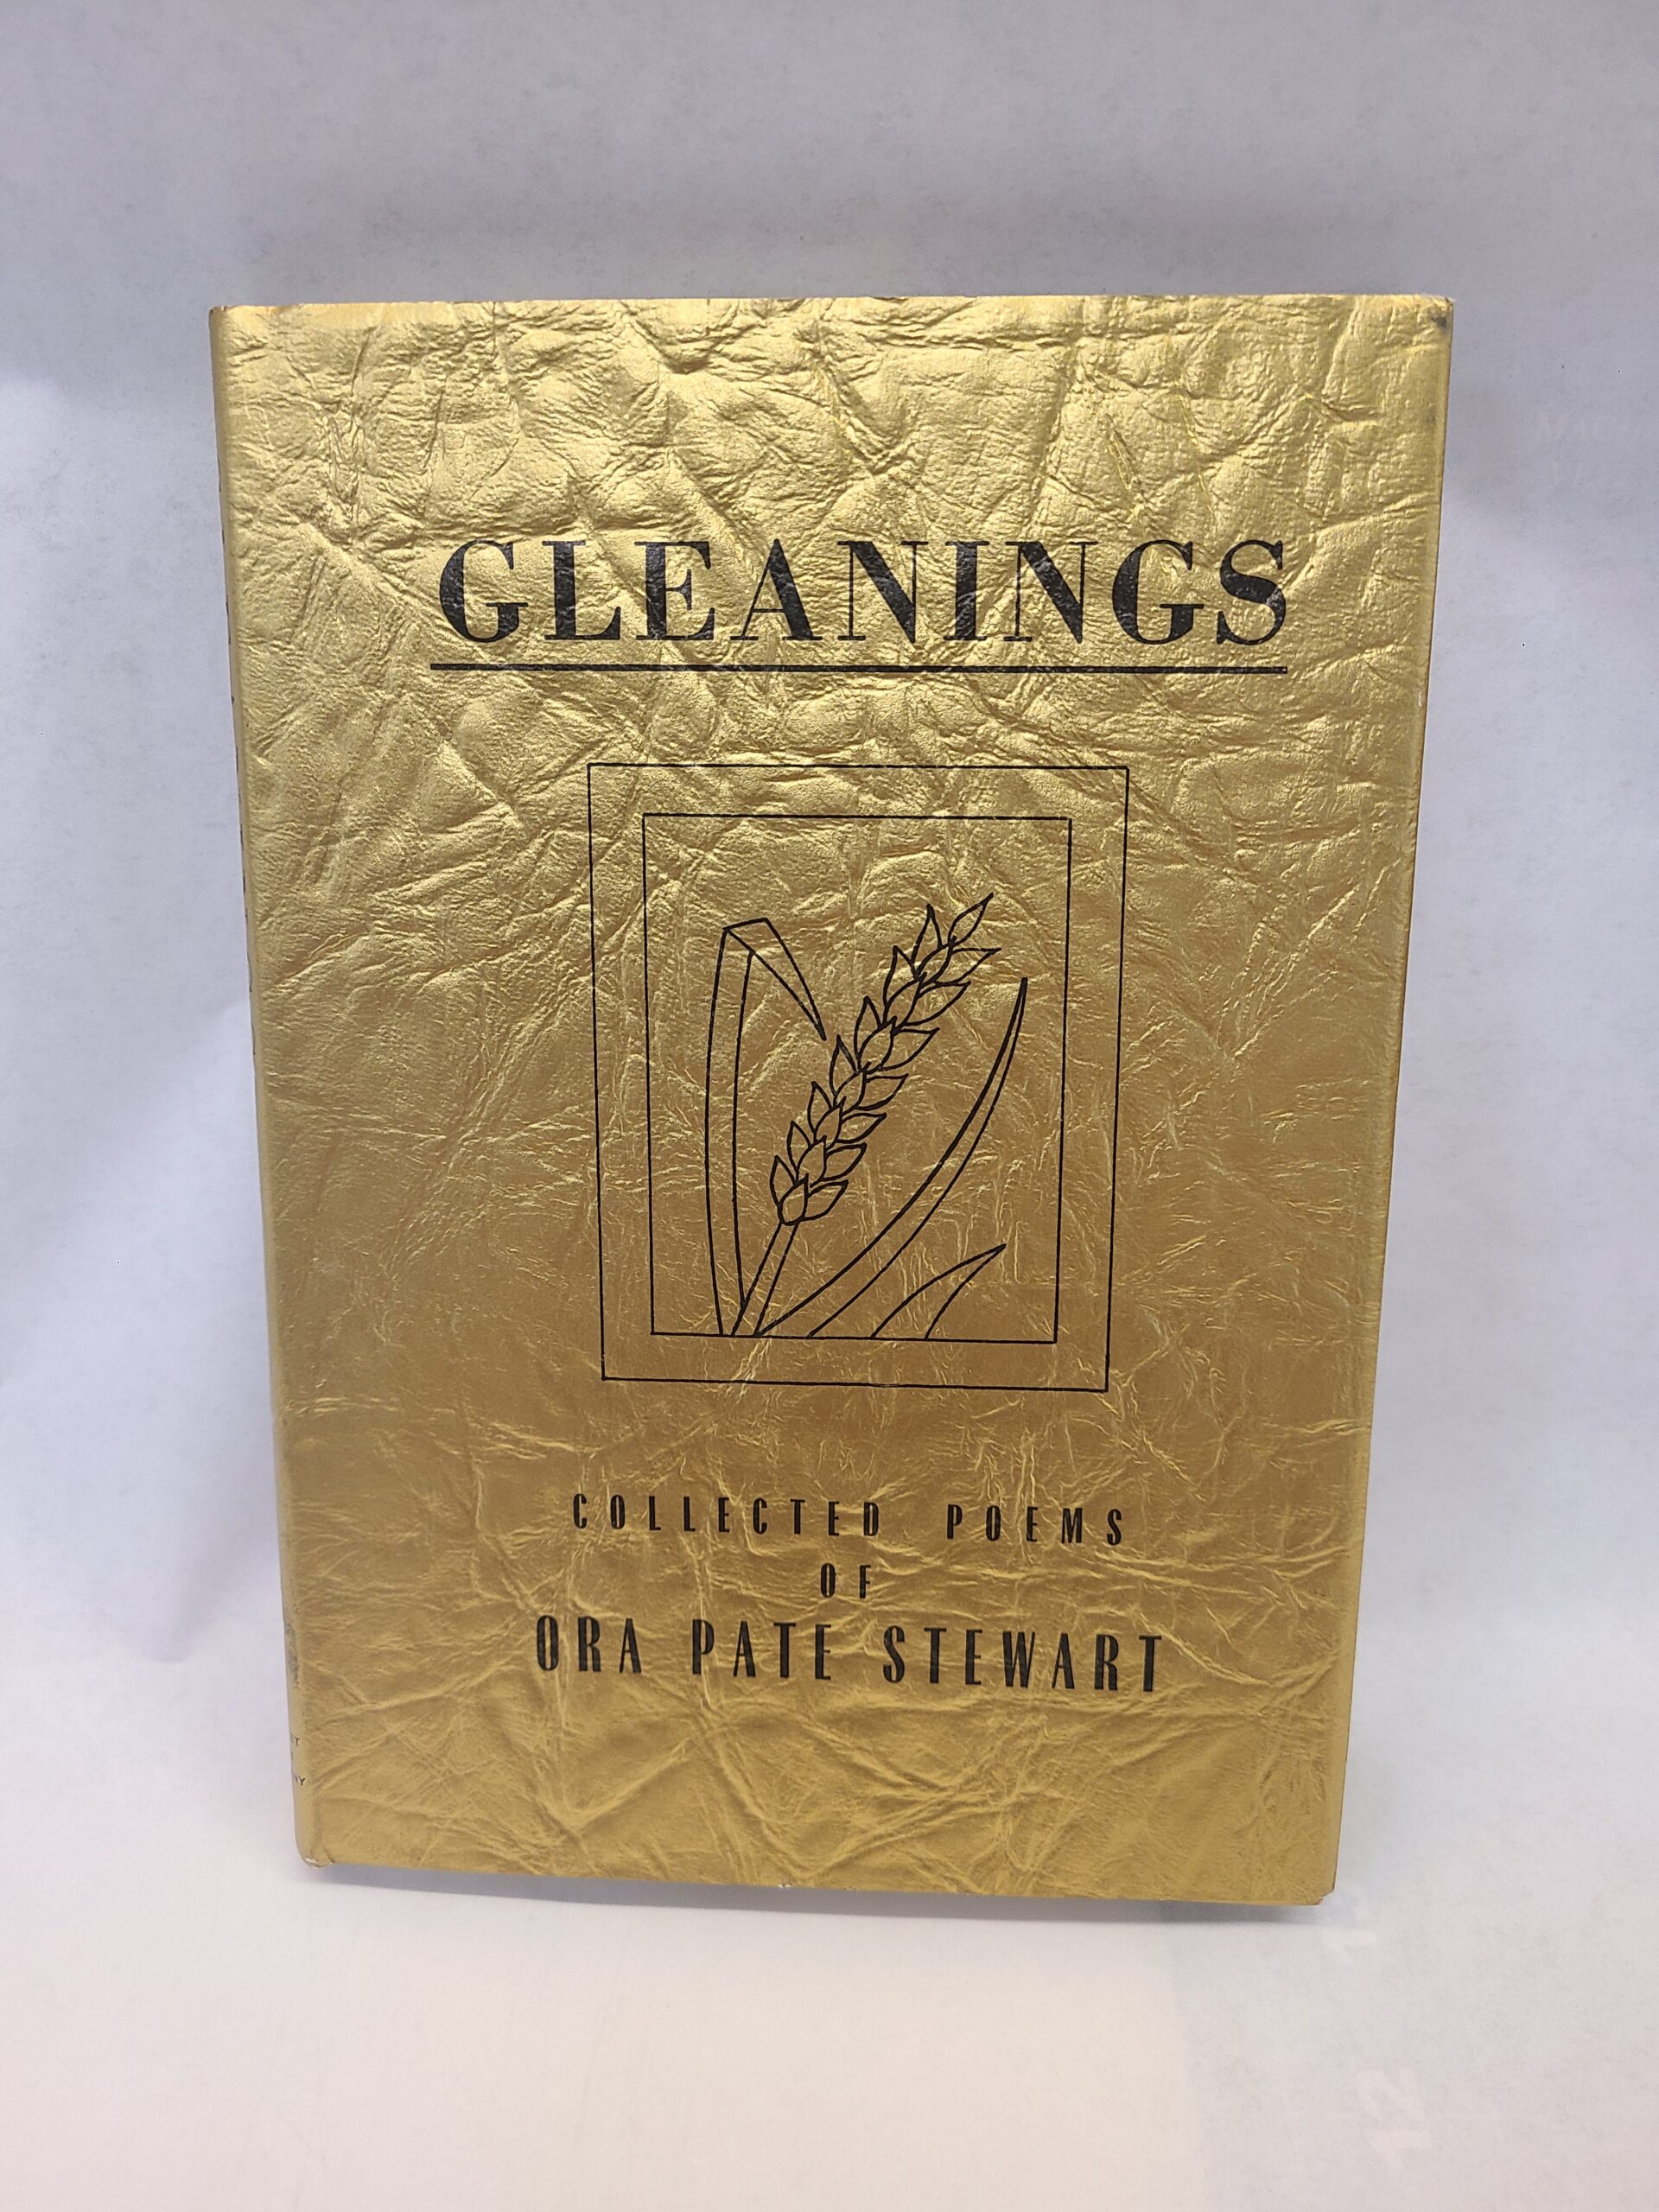 GLEANINGS
COLLECTED POEMS
OF
ORA PATE STEWART